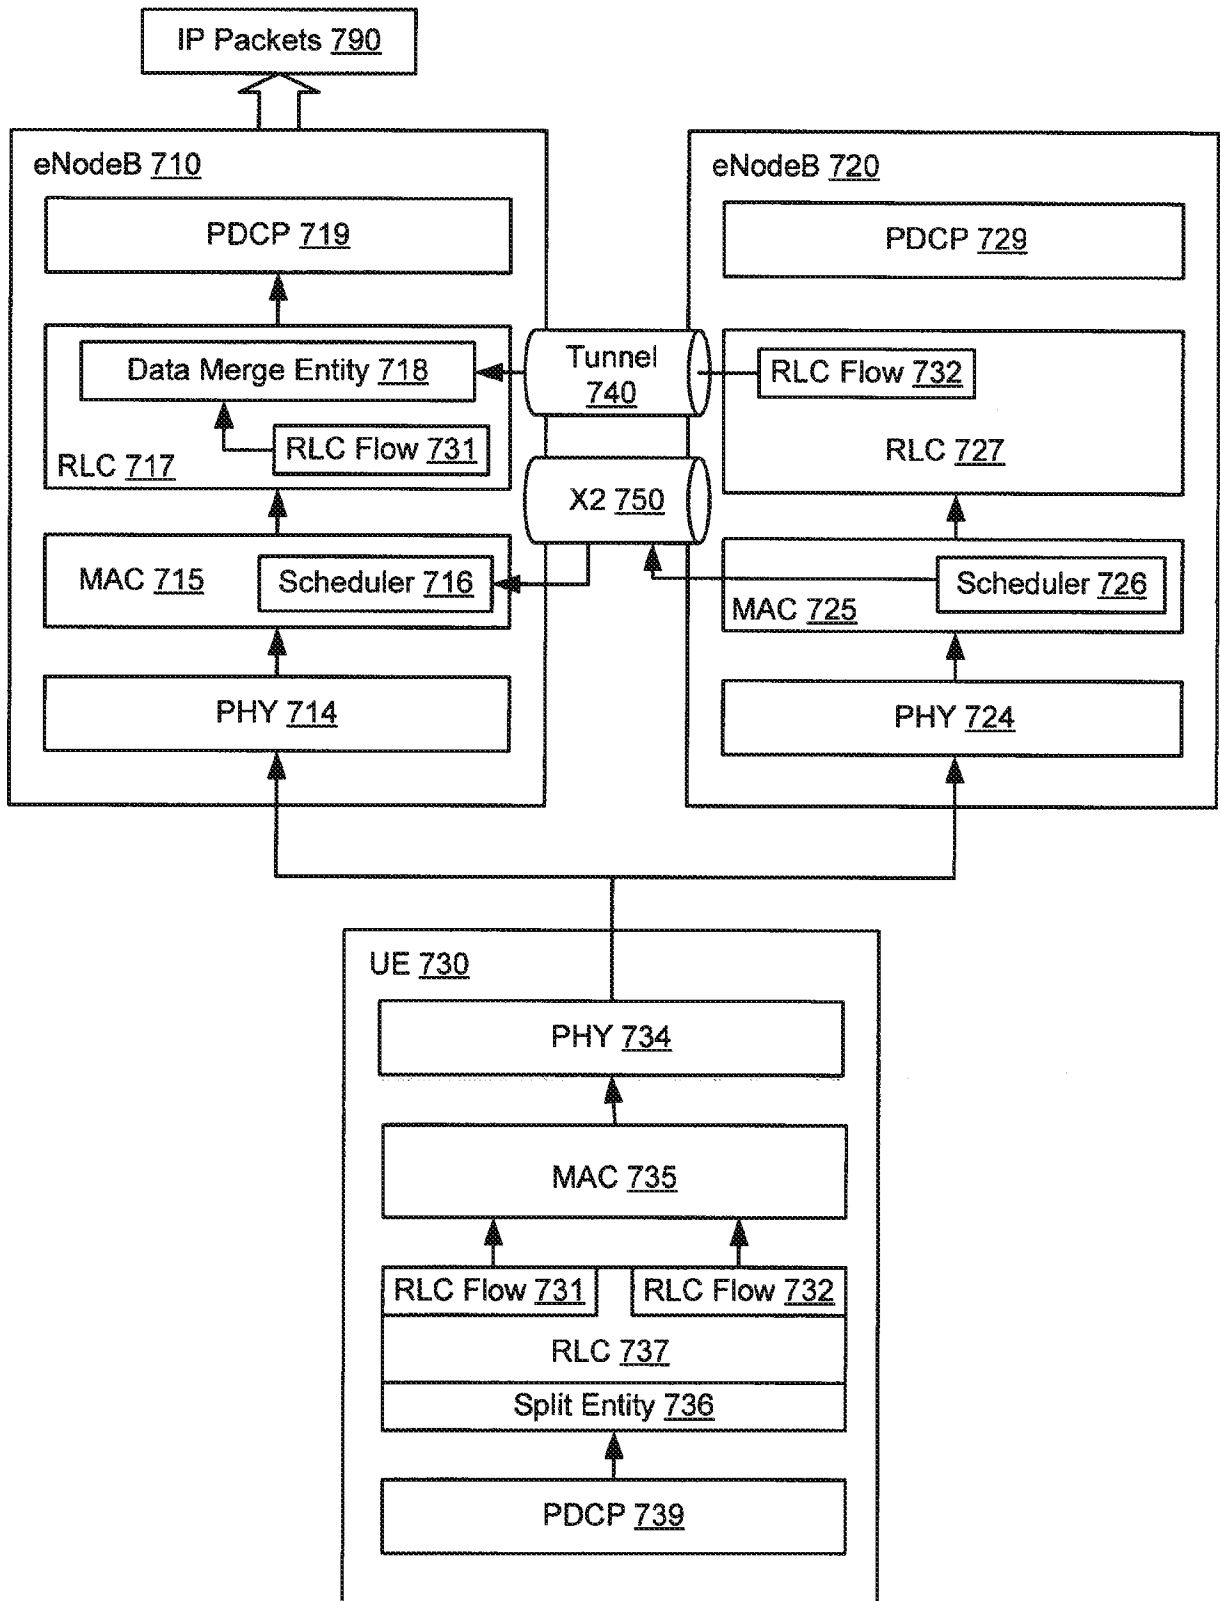 IP Packets 790
eNodeB 710
PDCP 719
Data Merge Entity 718
RLC Flow 731
RLC 717
MAC 715
Scheduler 716
PHY 714
Tunnel
740
X2 750
eNodeB 720
PDCP 729
RLC Flow 732
RLC 727
Scheduler 726
MAC 725
PHY 724
UE 730
PHY 734
MAC 735
RLC Flow 731
RLC Flow 732
RLC 737
Split Entity 736
PDCP 739